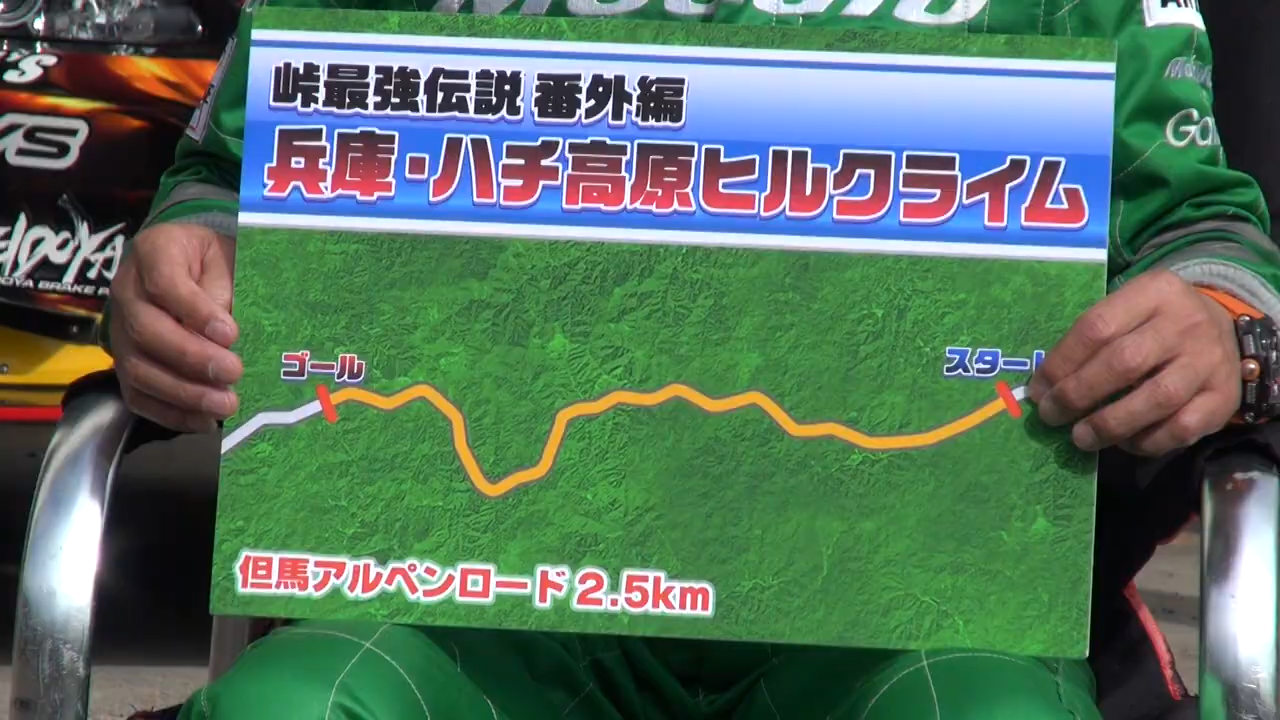 峠最強伝説 番外編
兵庫・ハチ高原ヒルクライム
ゴール
スタート
但馬アルペンロード 2.5km